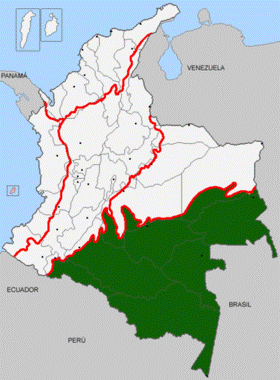 PANAMÁ
VENEZUELA
ECUADOR
BRASIL
PERÚ